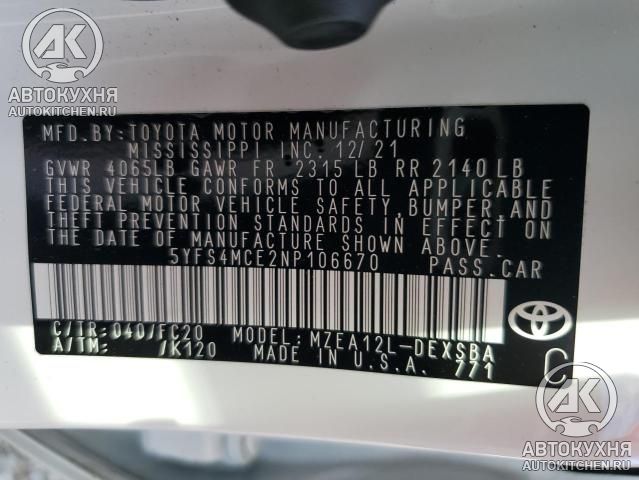 AK
АВТОКУХНЯ
AUTOKITCHEN.RU
MFD.BY:TOYOTA MOTOR MANUFACTURING
MISSISSIPPI INC. 12/21
GVWR 4065LB GAWR FR 2315 LB RR 2140 LB
THIS VEHICLE CONFORMS TO ALL APPLICABLE
FEDERAL MOTOR VEHICLE SAFETY,BUMPER,AND
THEFT PREVENTION STANDARDS IN EFFECT ON
THE DATE OF MANUFACTURE SHOWN ABOVE.
5YFS4MCE2NP106670 PASS.CAR
C/TR:040/FC20 MODEL:MZEA12L-DEXSBA
A/TM: /K120 MADE IN U.S.A. 771
C
AK
АВТОКУХНЯ
AUTOKITCHEN.RU